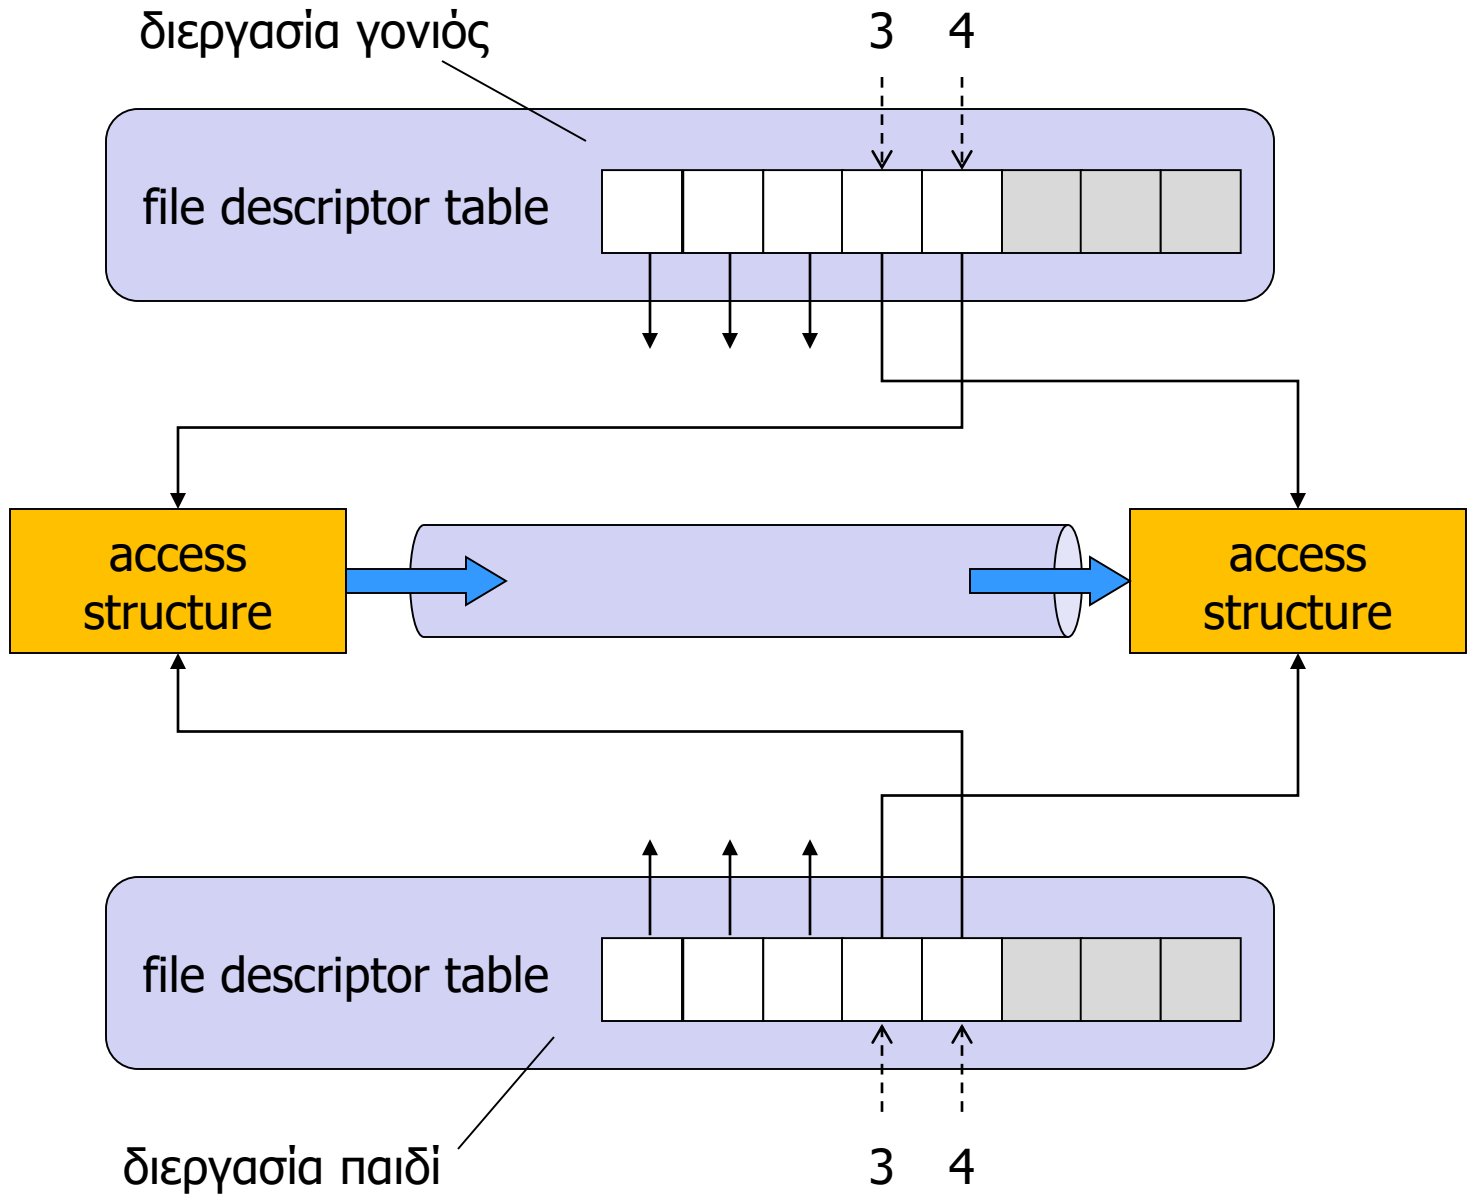 διεργασία γονιός
3 4
file descriptor table
access
structure
access
structure
file descriptor table
διεργασία παιδί
3 4